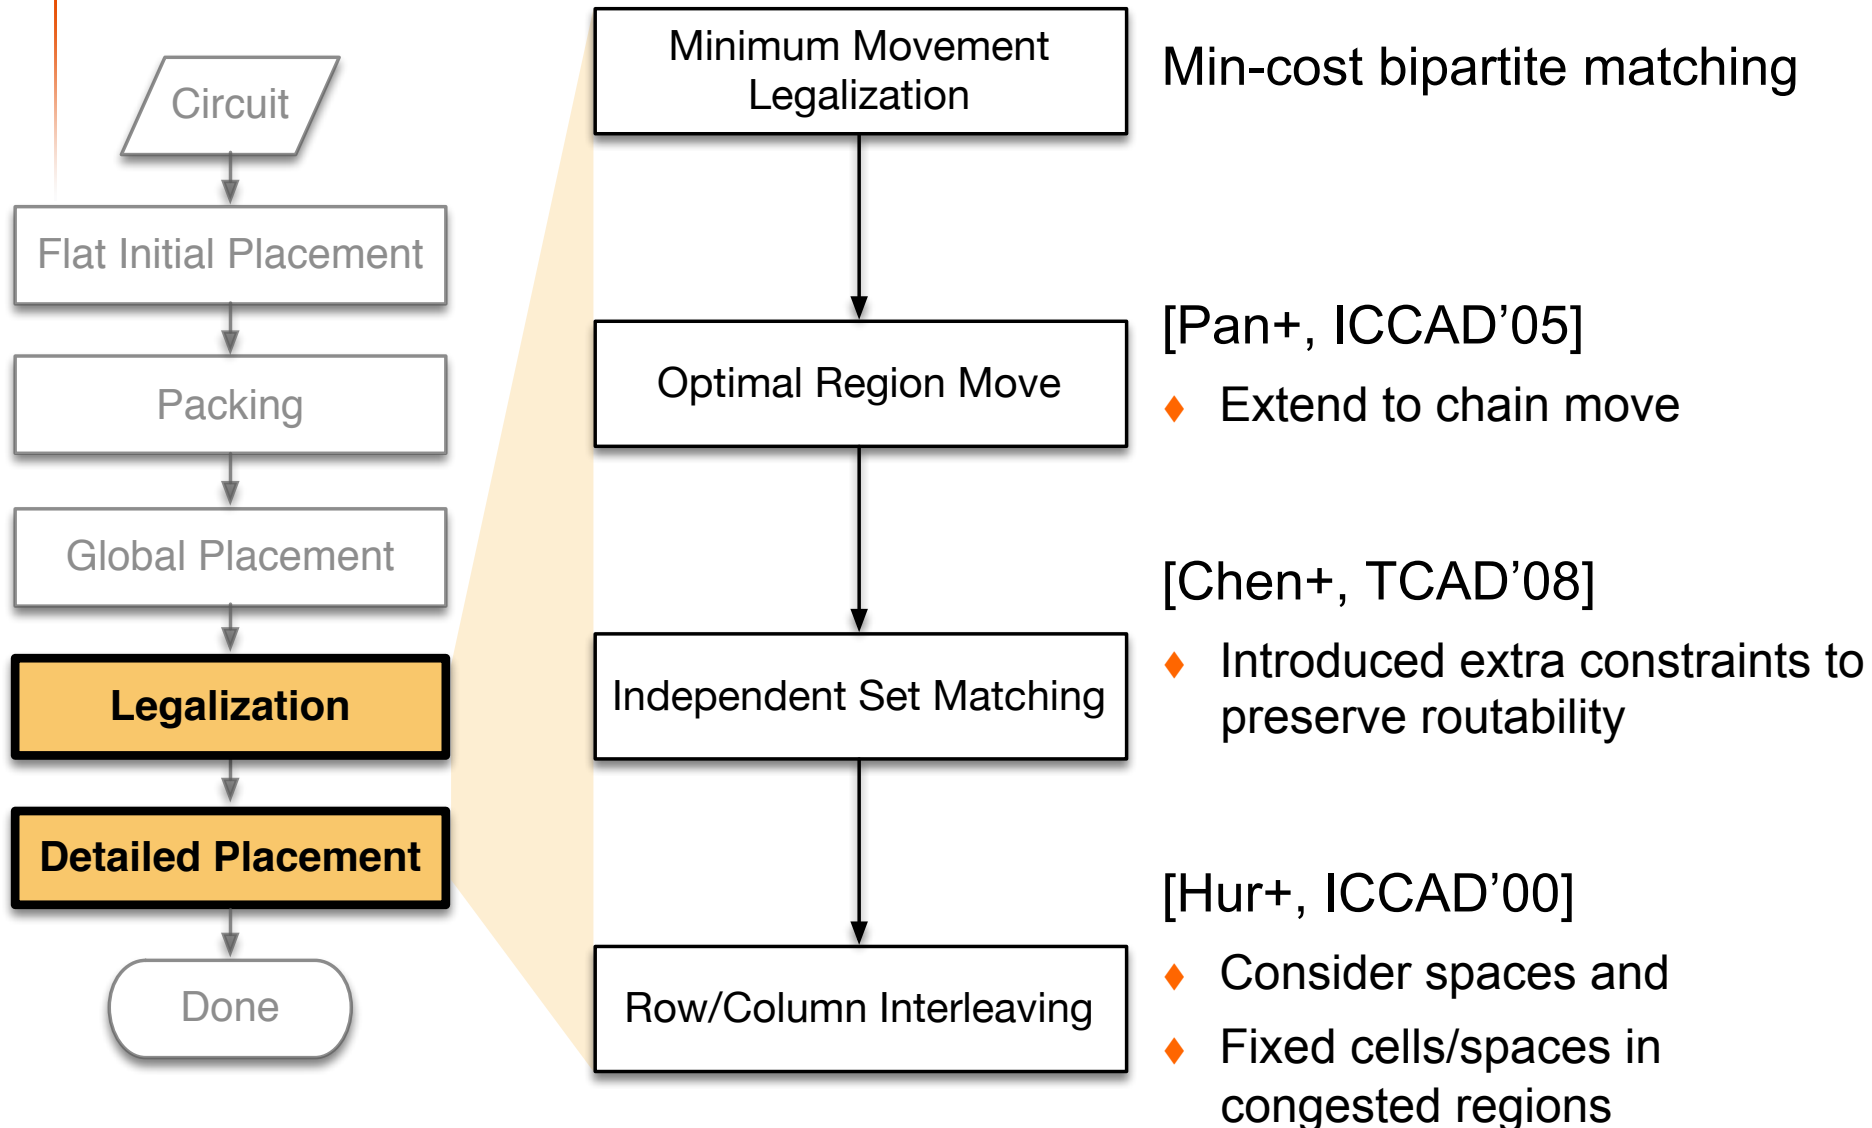 Circuit
Flat Initial Placement
Packing
Global Placement
Legalization
Detailed Placement
Done
Minimum Movement
Legalization
Optimal Region Move
Independent Set Matching
Row/Column Interleaving
Min-cost bipartite matching
[Pan+, ICCAD’05]
♦ Extend to chain move
[Chen+, TCAD’08]
♦ Introduced extra constraints to
preserve routability
[Hur+, ICCAD’00]
♦ Consider spaces and
♦ Fixed cells/spaces in
congested regions